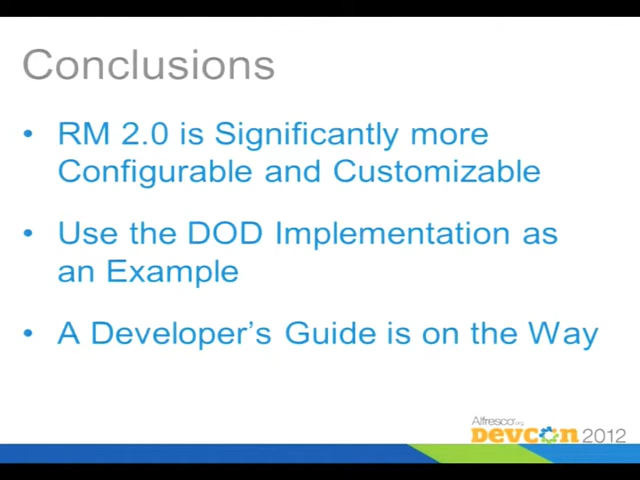 Conclusions
• RM 2.0 is Significantly more
Configurable and Customizable
• Use the DOD Implementation as
an Example
• A Developer's Guide is on the Way
Alfresco.org
Devcon 2012